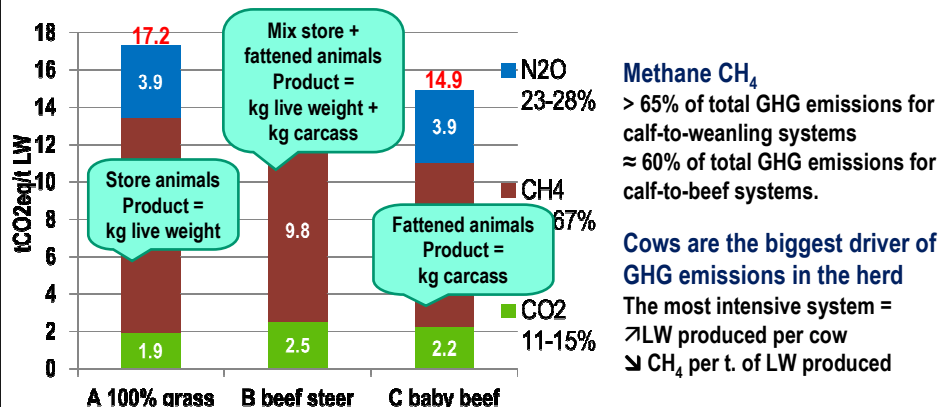 tCO2eq/t LW
18
16
14
12
10
8
6
4
2
0
17.2
3.9
1.9
Store animals
Product =
kg live weight
A 100% grass
Mix store +
fattened animals
Product =
kg live weight +
kg carcass
9.8
2.5
B beef steer
14.9
3.9
Fattened animals
Product =
kg carcass
2.2
C baby beef
N2O
23-28%
CH4
67%
CO2
11-15%
Methane CH₄
> 65% of total GHG emissions for
calf-to-weanling systems
≈ 60% of total GHG emissions for
calf-to-beef systems.
Cows are the biggest driver of
GHG emissions in the herd
The most intensive system =
↗LW produced per cow
↘ CH₄ per t. of LW produced